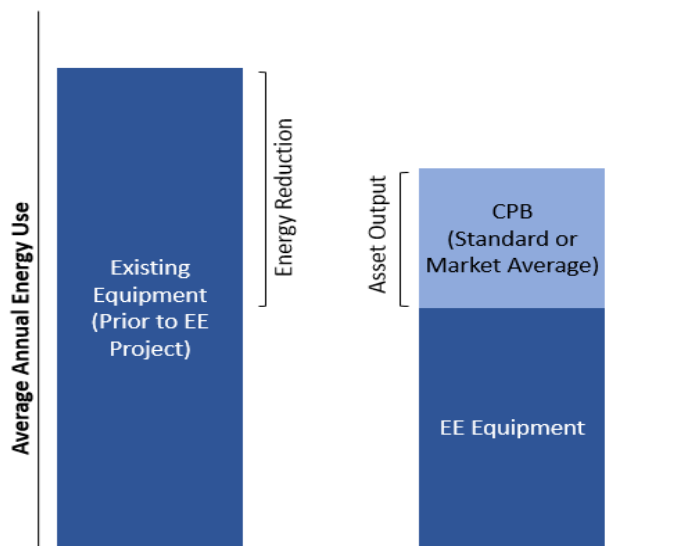 Average Annual Energy Use
Existing
Equipment
(Prior to EE
Project)
Energy Reduction
Asset Output
CPB
(Standard or
Market Average)
EE Equipment